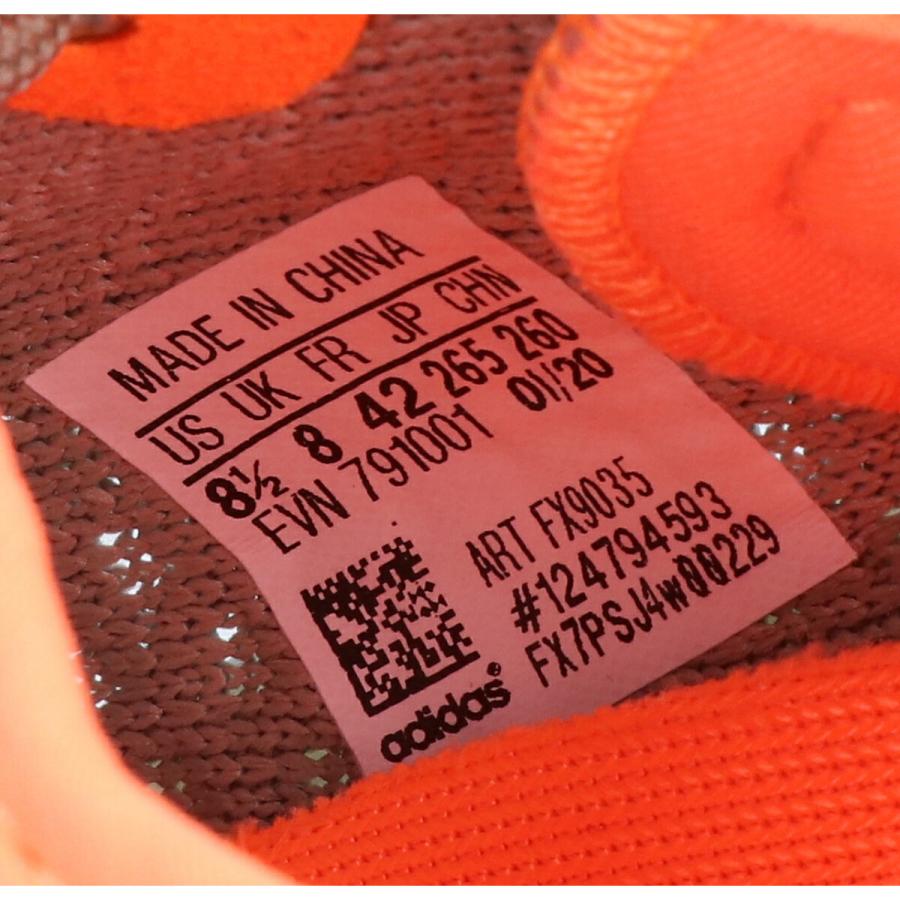 MADE IN CHINA
US UK FR JP CHN
8½ 8 42 265 260
EVN 791001 01/20
ART FX9035
#124794593
FX7PSJ4w00229
adidas®